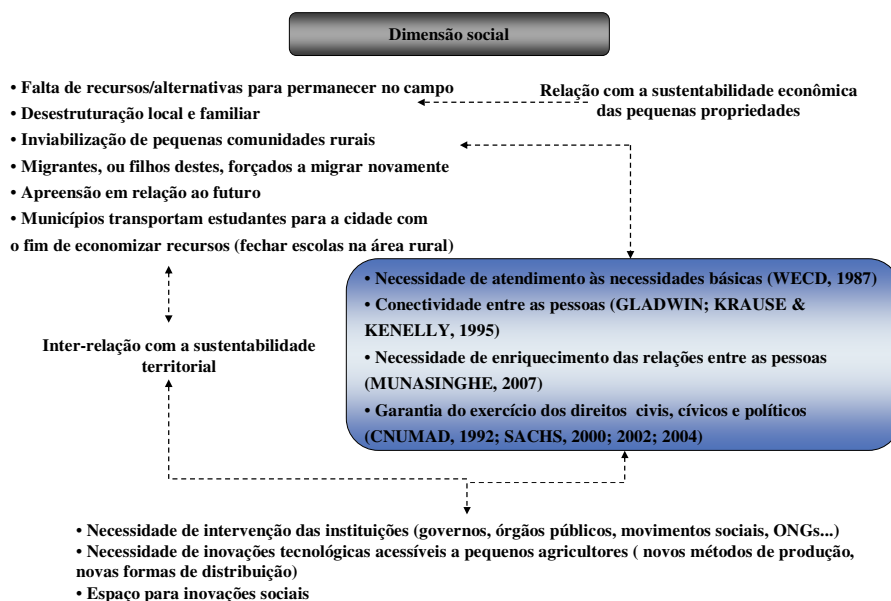 Dimensão social
• Falta de recursos/alternativas para permanecer no campo
• Desestruturação local e familiar
• Inviabilização de pequenas comunidades rurais
• Migrantes, ou filhos destes, forçados a migrar novamente
• Apreensão em relação ao futuro
• Municípios transportam estudantes para a cidade com
o fim de economizar recursos (fechar escolas na área rural)
Relação com a sustentabilidade econômica
das pequenas propriedades
• Necessidade de atendimento às necessidades básicas (WECD, 1987)
• Conectividade entre as pessoas (GLADWIN; KRAUSE &
KENELLY, 1995)
• Necessidade de enriquecimento das relações entre as pessoas
(MUNASINGHE, 2007)
• Garantia do exercício dos direitos civis, cívicos e políticos
(CNUMAD, 1992; SACHS, 2000; 2002; 2004)
Inter-relação com a sustentabilidade
territorial
• Necessidade de intervenção das instituições (governos, órgãos públicos, movimentos sociais, ONGs...)
• Necessidade de inovações tecnológicas acessíveis a pequenos agricultores ( novos métodos de produção,
novas formas de distribuição)
• Espaço para inovações sociais